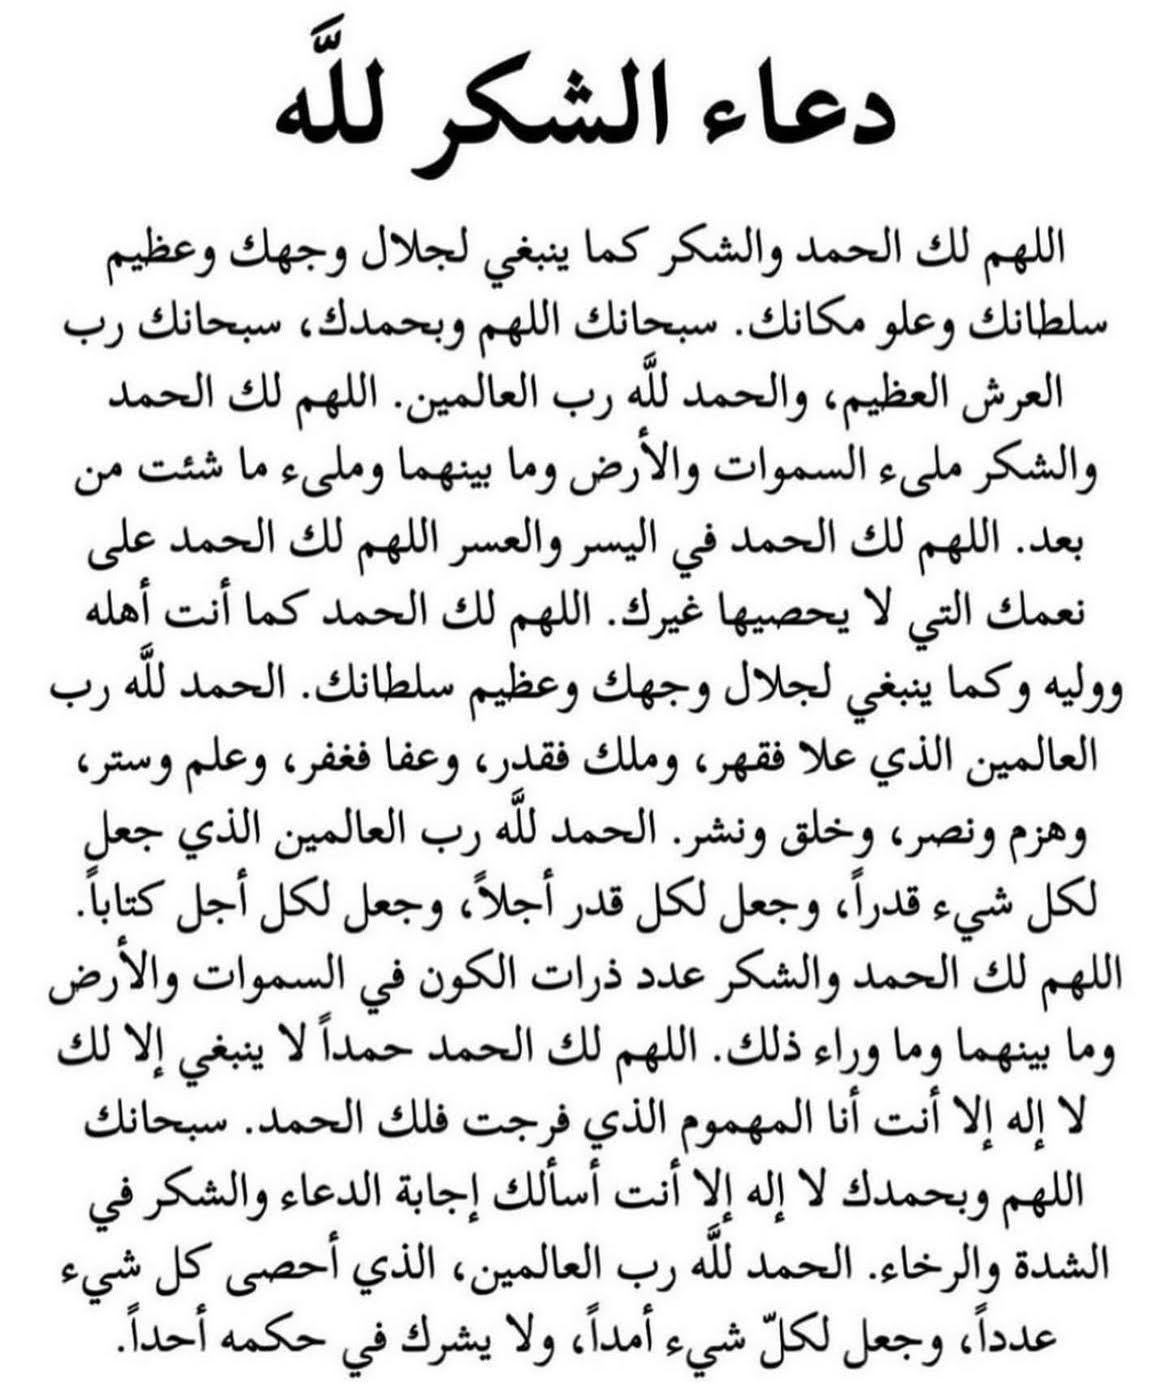 دعاء الشكر للَّه
اللهم لك الحمد والشكر كما ينبغي لجلال وجهك وعظيم
سلطانك وعلو مكانك. سبحانك اللهم وبحمدك، سبحانك رب
العرش العظيم، والحمد للَّه رب العالمين. اللهم لك الحمد
والشكر ملىء السموات والأرض وما بينهما وملىء ما شئت من
بعد. اللهم لك الحمد في اليسر والعسر اللهم لك الحمد على
نعمك التي لا يحصيها غيرك. اللهم لك الحمد كما أنت أهله
ووليه وكما ينبغي لجلال وجهك وعظيم سلطانك. الحمد للَّه رب
العالمين الذي علا فقهر، وملك فقدر، وعفا فغفر، وعلم وستر،
وهزم ونصر، وخلق ونشر. الحمد للَّه رب العالمين الذي جعل
لكل شيء قدراً، وجعل لكل قدر أجلاً، وجعل لكل أجل كتاباً.
اللهم لك الحمد والشكر عدد ذرات الكون في السموات والأرض
وما بينهما وما وراء ذلك. اللهم لك الحمد حمداً لا ينبغي إلا لك
لا إله إلا أنت أنا المهموم الذي فرجت فلك الحمد. سبحانك
اللهم وبحمدك لا إله إلا أنت أسألك إجابة الدعاء والشكر في
الشدة والرخاء. الحمد للَّه رب العالمين، الذي أحصى كل شيء
عدداً، وجعل لكلّ شيء أمداً، ولا يشرك في حكمه أحداً.